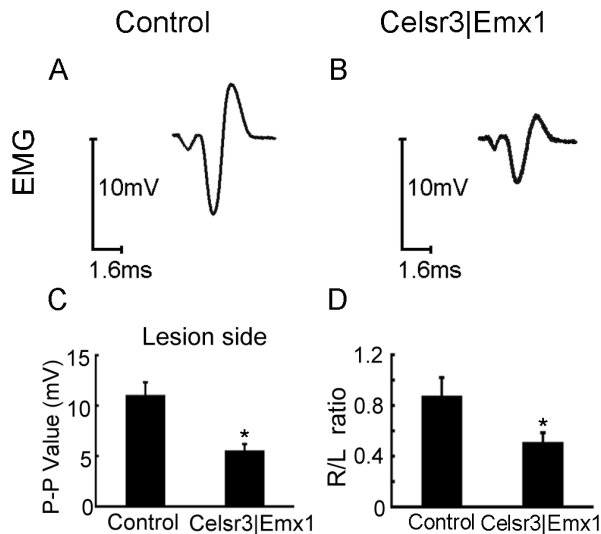 Control
Celsr3|Emx1
A
B
EMG
10mV
1.6ms
10mV
1.6ms
C
Lesion side
P-P Value (mV)
15
10
5
0
Control
Celsr3|Emx1
*
D
R/L ratio
1.2
0.8
0.4
0
Control
Celsr3|Emx1
*